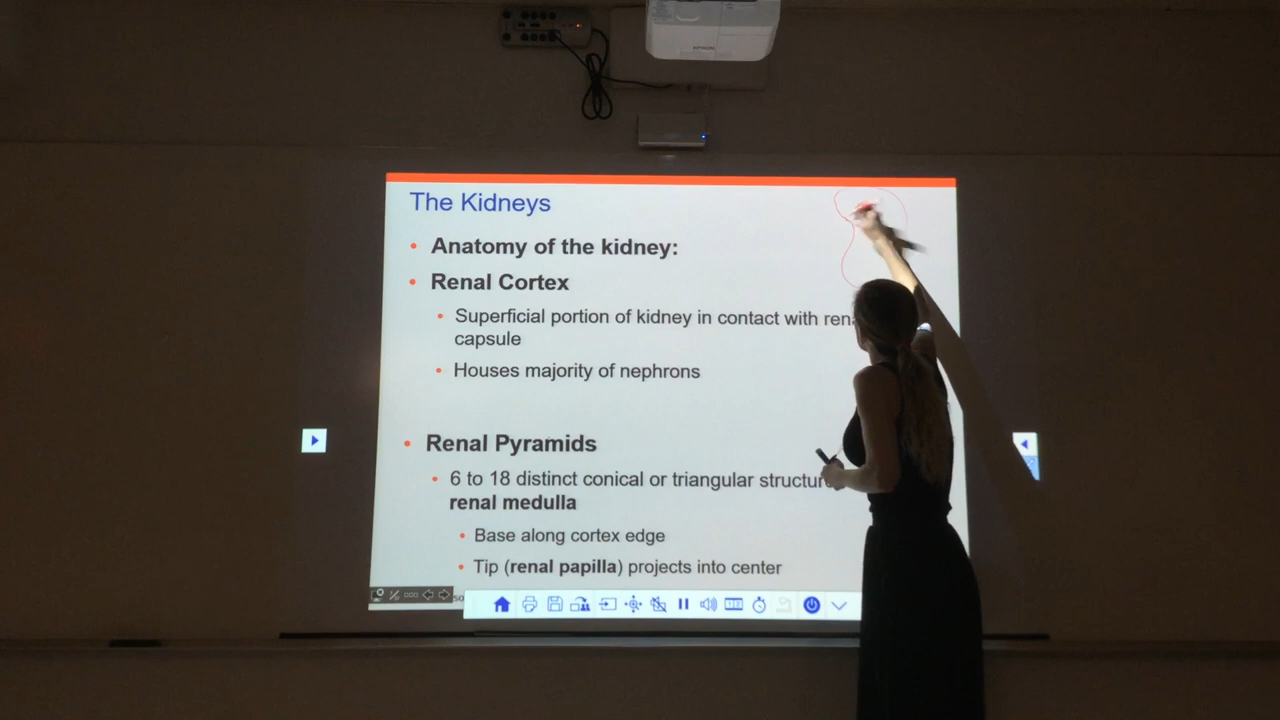 EPSON
The Kidneys
• Anatomy of the kidney:
• Renal Cortex
• Superficial portion of kidney in contact with
capsule
• Houses majority of nephrons
• Renal Pyramids
• 6 to 18 distinct conical or triangular
renal medulla
• Base along cortex edge
• Tip (renal papilla) projects into center